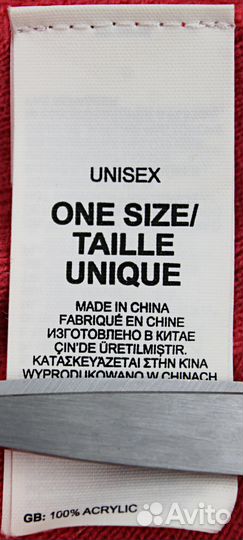 UNISEX
ONE SIZE/
TAILLE
UNIQUE
MADE IN CHINA
FABRIQUÉ EN CHINE
ИЗГОТОВЛЕНО В КИТАЕ
ÇIN'DE ÜRETILMIŞTIR.
ΚΑΤΑΣΚΕΥΆΖΕΤΑΙ ΣΤΗΝ ΚΙΝΑ
WYPRODUKOWANO W CHINACH
GB: 100% ACRYLIC
Avito